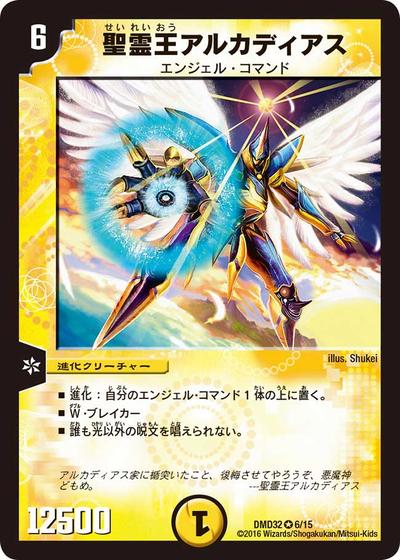 6
せいれいおう
聖霊王アルカディアス
エンジェル・コマンド
illus. Shukei
進化クリーチャー
■ 進化：自分のエンジェル・コマンド1体の上に置く。
■ W・ブレイカー
■ 誰も光以外の呪文を唱えられない。
アルカディアス家に楯突いたこと、後悔させてやろうぞ、悪魔神
どもめ。 ---聖霊王アルカディアス
12500
1
DMD32 ✪ 6/15
©2016 Wizards/Shogakukan/Mitsui-Kids